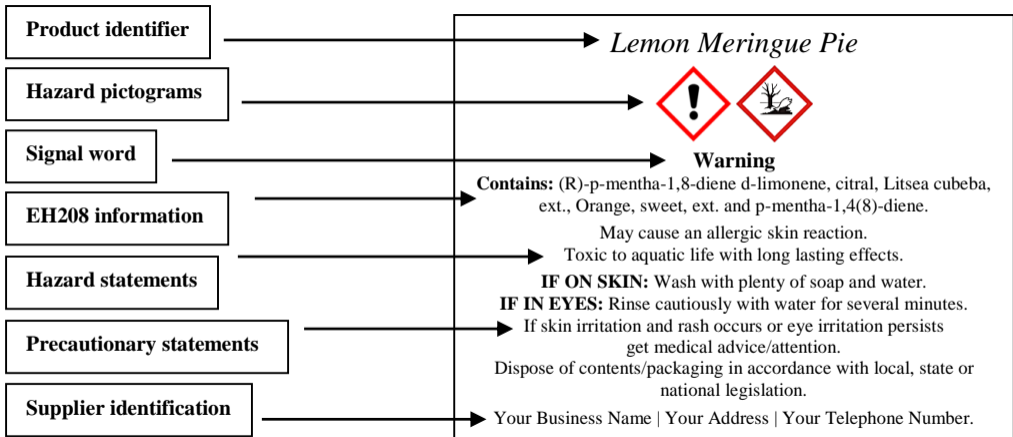 Product identifier
Lemon Meringue Pie
Hazard pictograms
Signal word
Warning
Contains: (R)-p-mentha-1,8-diene d-limonene, citral, Litsea cubeba,
ext., Orange, sweet, ext. and p-mentha-1,4(8)-diene.
EH208 information
May cause an allergic skin reaction.
Toxic to aquatic life with long lasting effects.
Hazard statements
IF ON SKIN: Wash with plenty of soap and water.
IF IN EYES: Rinse cautiously with water for several minutes.
If skin irritation and rash occurs or eye irritation persists
get medical advice/attention.
Precautionary statements
Dispose of contents/packaging in accordance with local, state or
national legislation.
Supplier identification
Your Business Name | Your Address | Your Telephone Number.